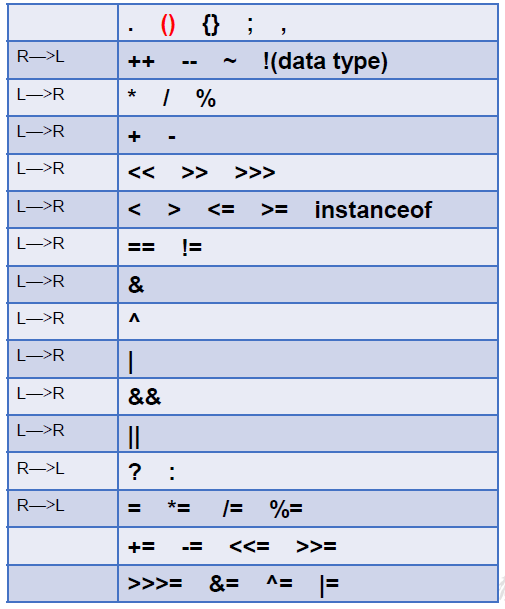 . () {} ; ,
R—>L ++ -- ~ !(data type)
L—>R * / %
L—>R + -
L—>R << >> >>>
L—>R < > <= >= instanceof
L—>R == !=
L—>R &
L—>R ^
L—>R |
L—>R &&
L—>R ||
R—>L ? :
R—>L = *= /= %=
+= -= <<= >>=
>>>= &= ^= |=